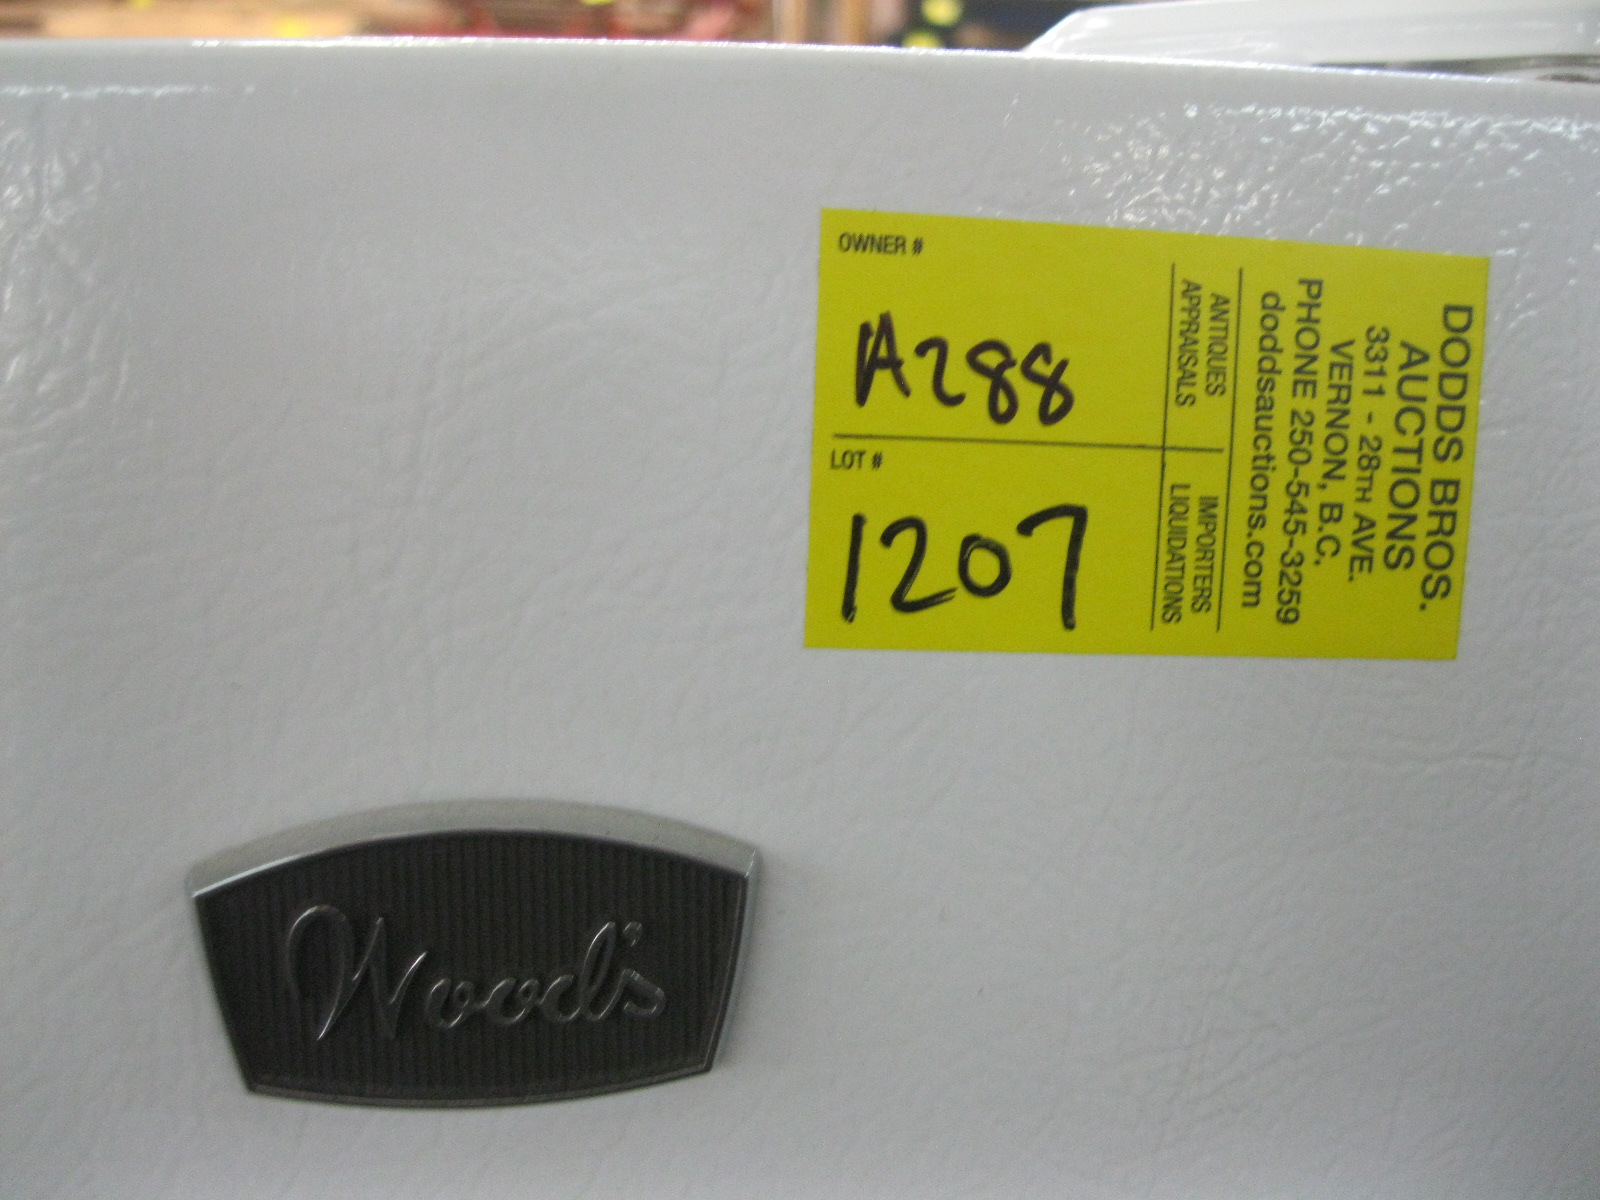 OWNER #
A288
LOT #
1207
ANTIQUES
APPRAISALS
IMPORTERS
LIQUIDATIONS
DODDS BROS.
AUCTIONS
3311 - 28TH AVE.
VERNON, B.C.
PHONE 250-545-3259
doddsauctions.com
Wood's